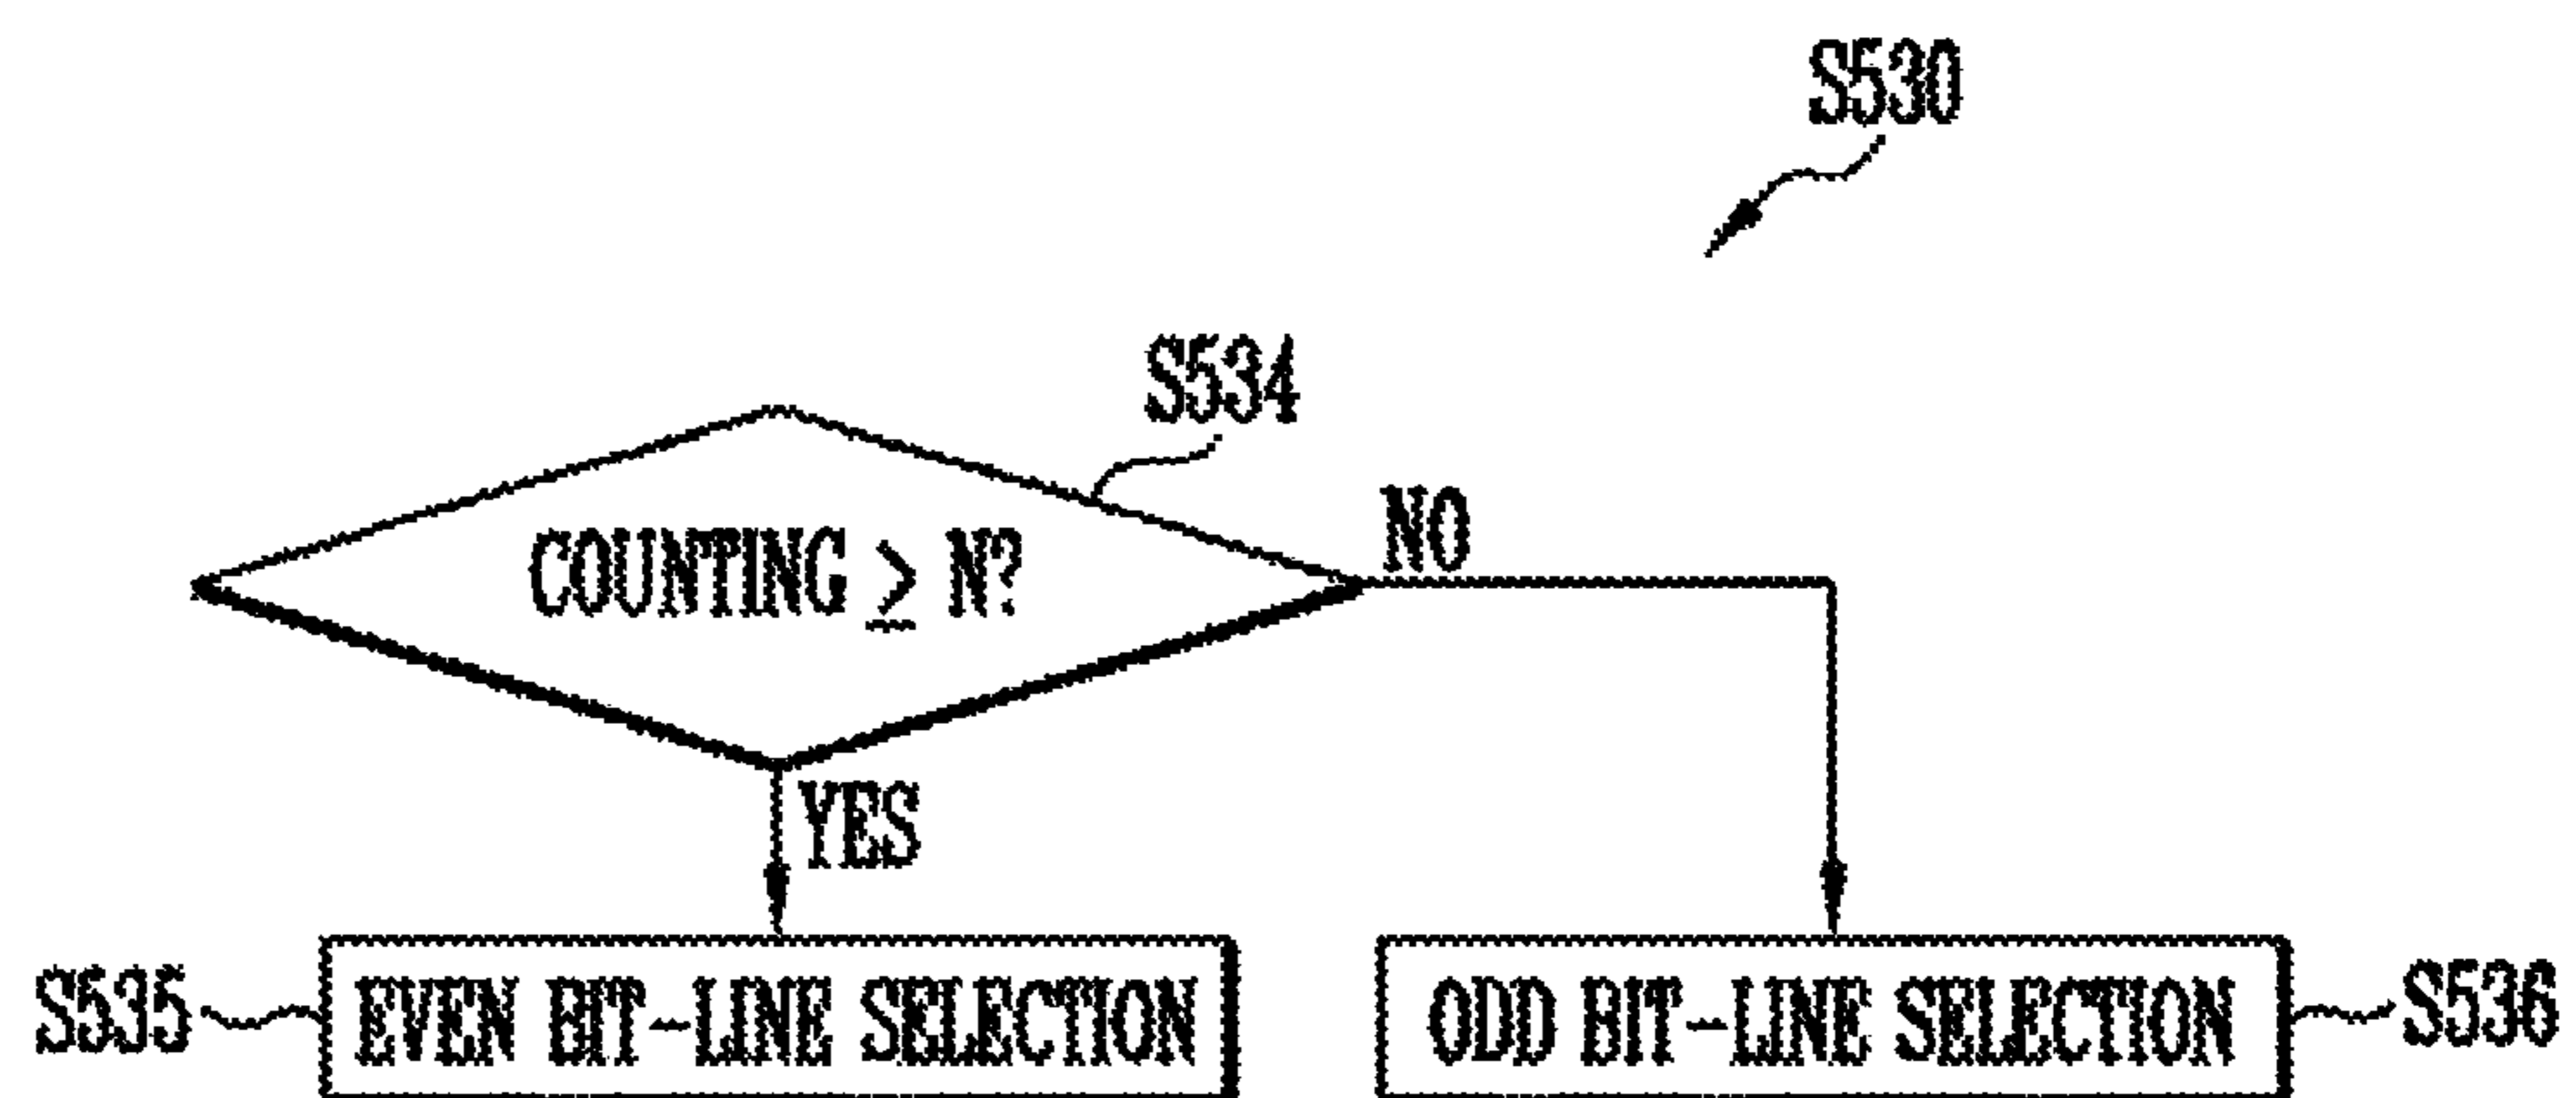 S530
S534
COUNTING ≥ N?
NO
YES
S535
EVEN BIT-LINE SELECTION
ODD BIT-LINE SELECTION
S536